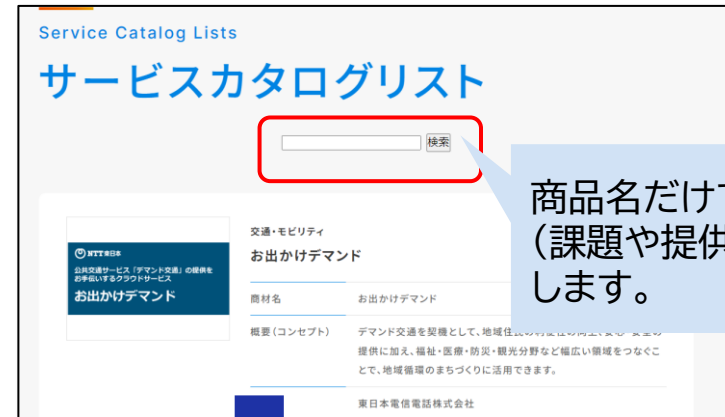 Service Catalog Lists
サービスカタログリスト
検索
商品名だけ
（課題や提供
します。
交通・モビリティ
お出かけデマンド
NTT東日本
公共交通サービス「デマンド交通」の提供を
お手伝いするクラウドサービス
お出かけデマンド
商材名
お出かけデマンド
概要（コンセプト）
デマンド交通を契機として、地域住
提供に加え、福祉・医療・防災・観光分野など幅広い領域をつなぐこ
とで、地域循環のまちづくりに活用できます。
東日本電信電話株式会社